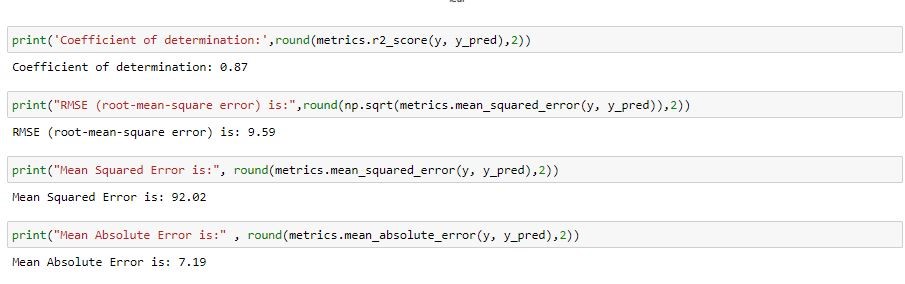 print('Coefficient of determination:',round(metrics.r2_score(y, y_pred),2))
Coefficient of determination: 0.87
print("RMSE (root-mean-square error) is:",round(np.sqrt(metrics.mean_squared_error(y, y_pred)),2))
RMSE (root-mean-square error) is: 9.59
print("Mean Squared Error is:", round(metrics.mean_squared_error(y, y_pred),2))
Mean Squared Error is: 92.02
print("Mean Absolute Error is:" , round(metrics.mean_absolute_error(y, y_pred),2))
Mean Absolute Error is: 7.19